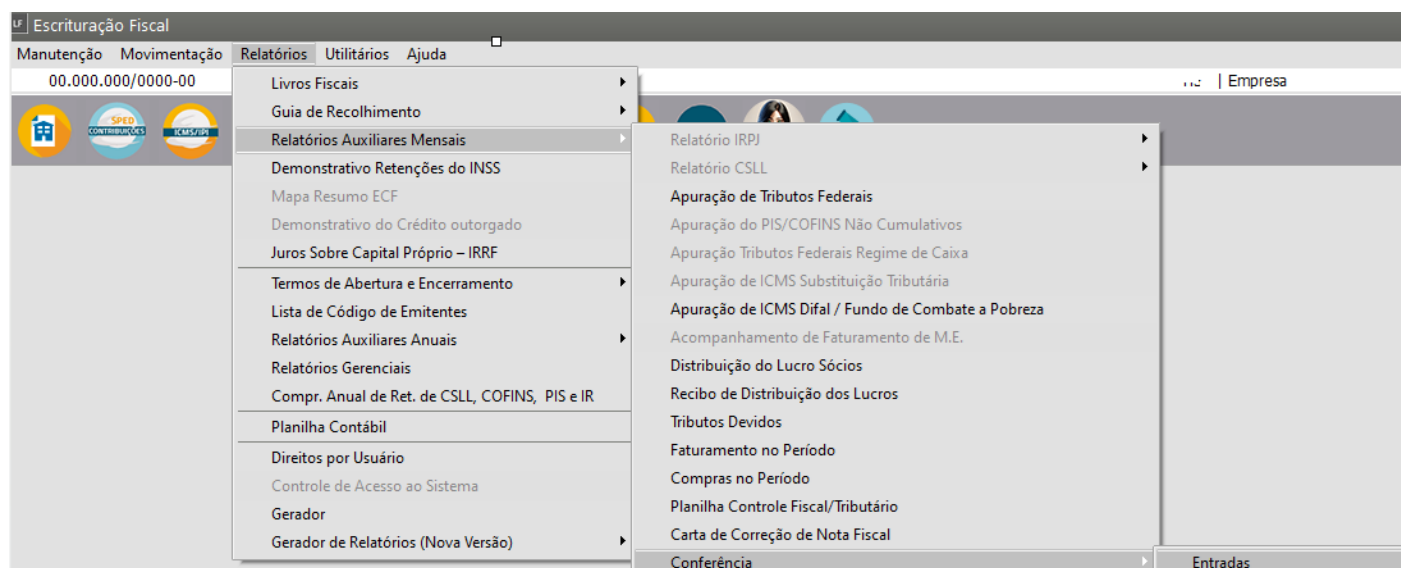 LF Escrituração Fiscal
Manutenção Movimentação Relatórios Utilitários Ajuda
00.000.000/0000-00 | Empresa
SPED CONTRIBUIÇÕES
ICMS/IPI
Livros Fiscais
Guia de Recolhimento
Relatórios Auxiliares Mensais
Demonstrativo Retenções do INSS
Mapa Resumo ECF
Demonstrativo do Crédito outorgado
Juros Sobre Capital Próprio – IRRF
Termos de Abertura e Encerramento
Lista de Código de Emitentes
Relatórios Auxiliares Anuais
Relatórios Gerenciais
Compr. Anual de Ret. de CSLL, COFINS, PIS e IR
Planilha Contábil
Direitos por Usuário
Controle de Acesso ao Sistema
Gerador
Gerador de Relatórios (Nova Versão)
Relatório IRPJ
Relatório CSLL
Apuração de Tributos Federais
Apuração do PIS/COFINS Não Cumulativos
Apuração Tributos Federais Regime de Caixa
Apuração de ICMS Substituição Tributária
Apuração de ICMS Difal / Fundo de Combate a Pobreza
Acompanhamento de Faturamento de M.E.
Distribuição do Lucro Sócios
Recibo de Distribuição dos Lucros
Tributos Devidos
Faturamento no Período
Compras no Período
Planilha Controle Fiscal/Tributário
Carta de Correção de Nota Fiscal
Conferência
Entradas